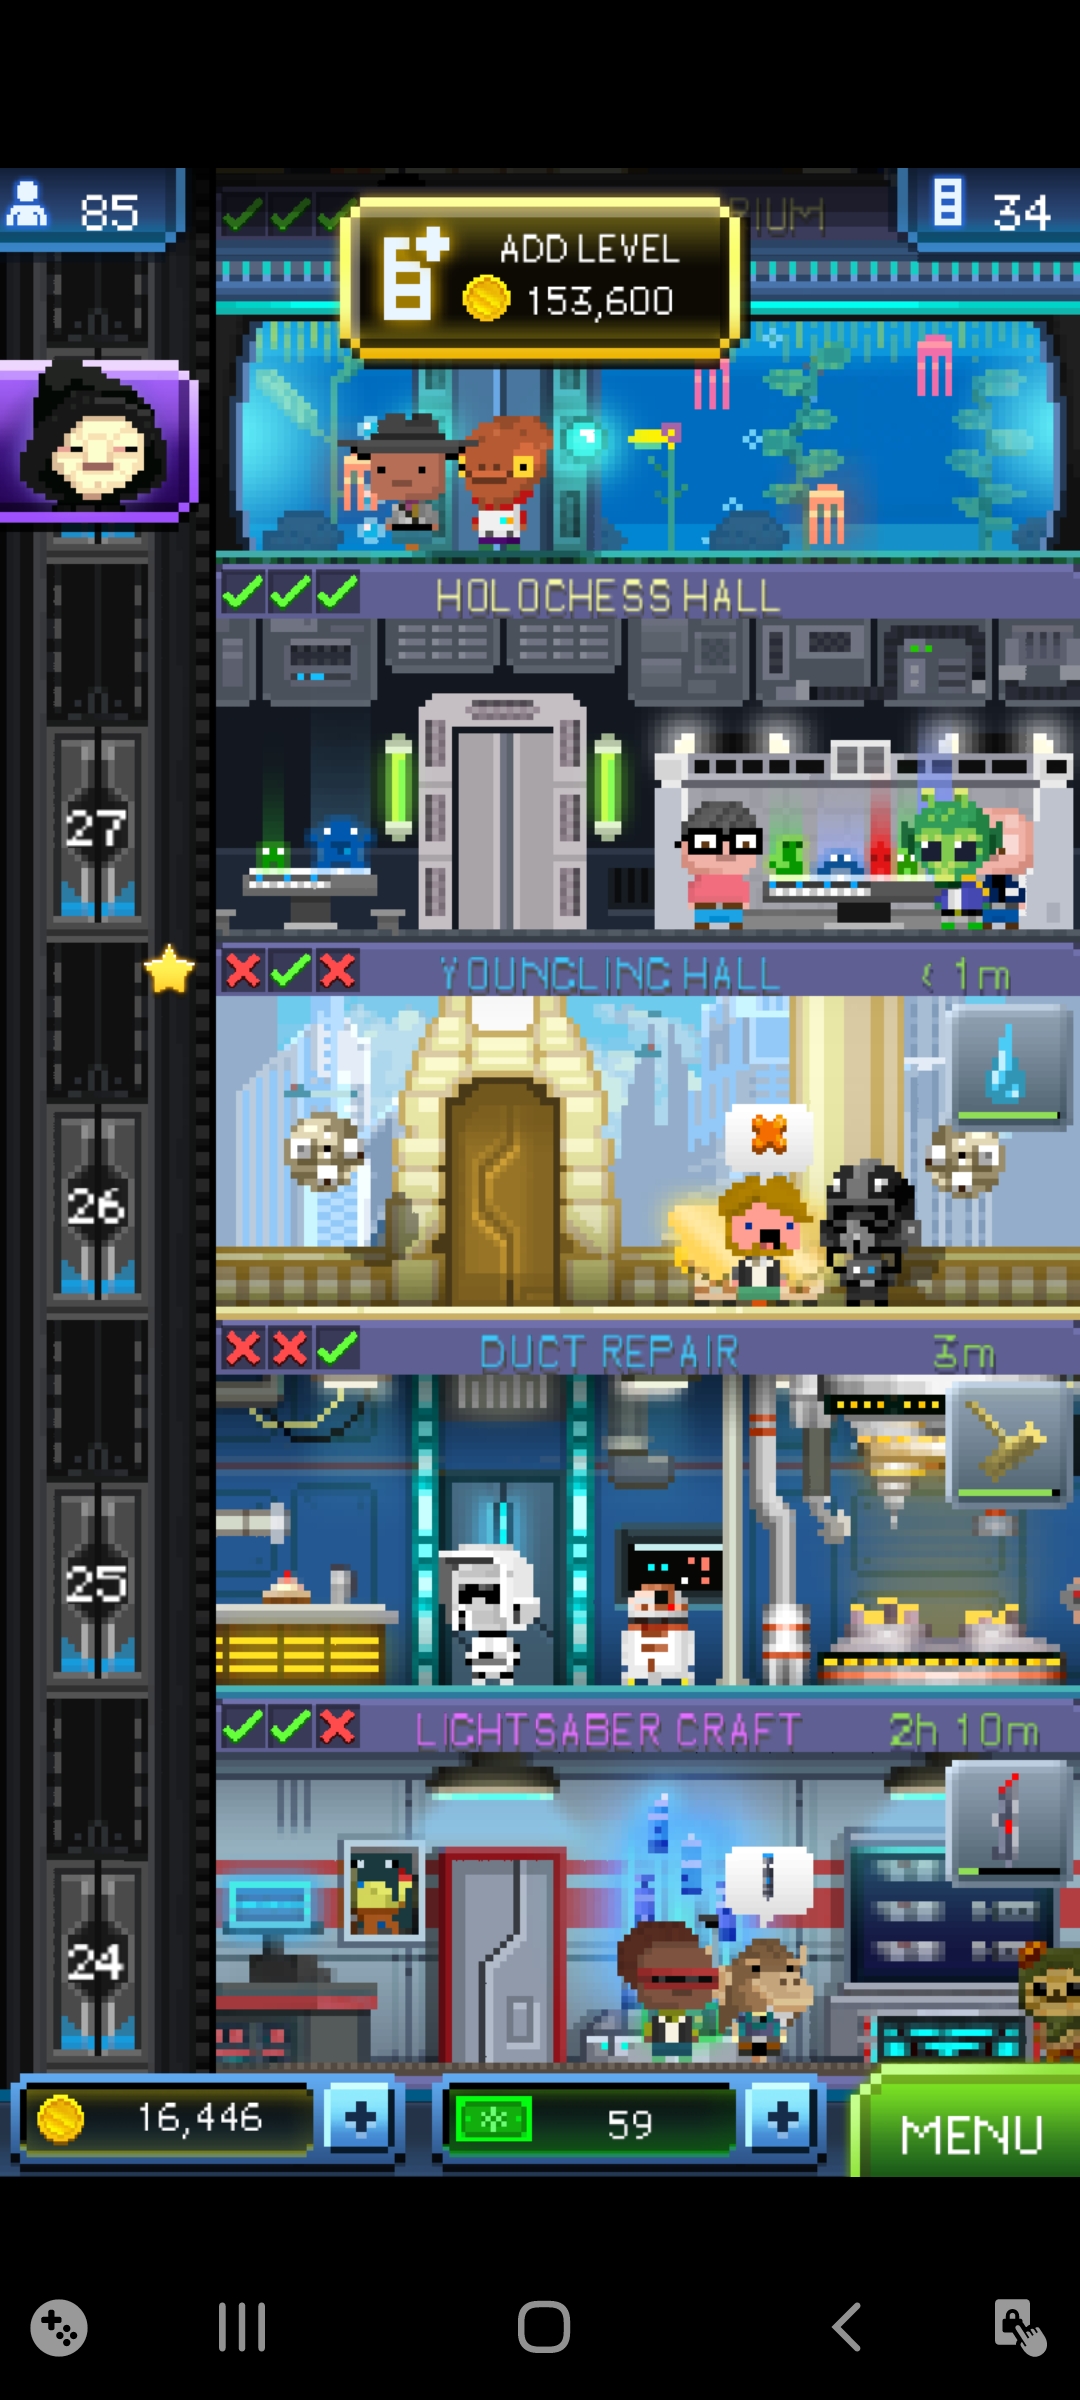 85
34
ADD LEVEL
153,600
HOLOCHESS HALL
27
YOUNGLING HALL
< 1m
26
DUCT REPAIR
3m
25
LIGHTSABER CRAFT
2h 10m
24
16,446
59
MENU